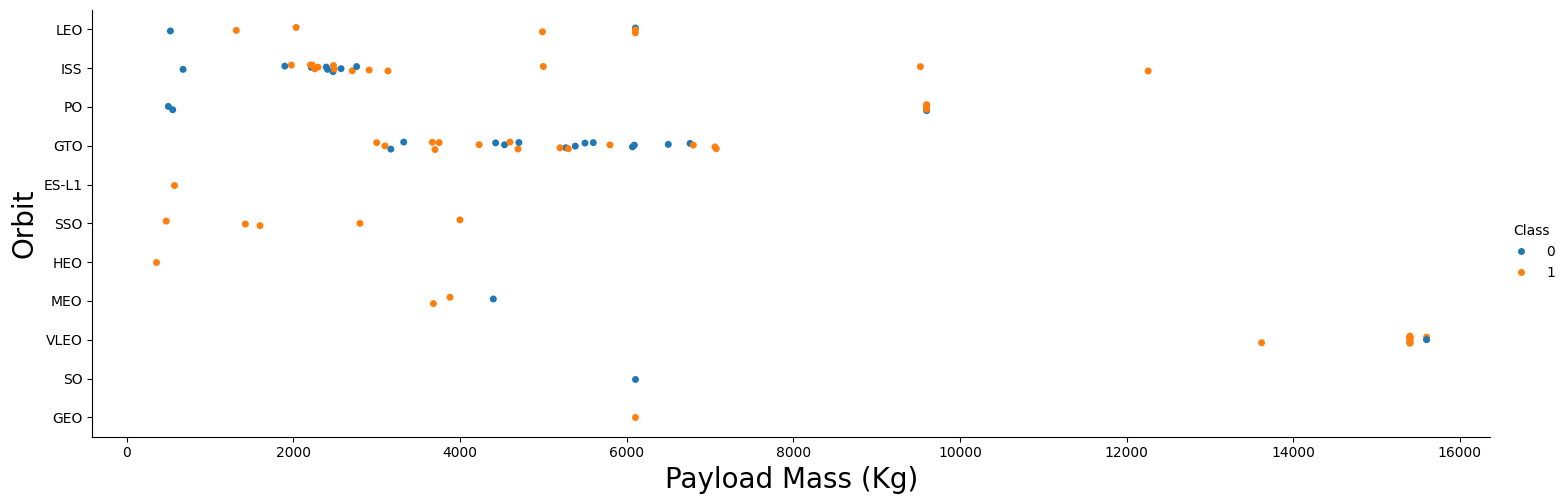 LEO
ISS
PO
GTO
ES-L1
SSO
HEO
MEO
VLEO
SO
GEO
Orbit
0 2000 4000 6000 8000 10000 12000 14000 16000
Payload Mass (Kg)
Class
0
1